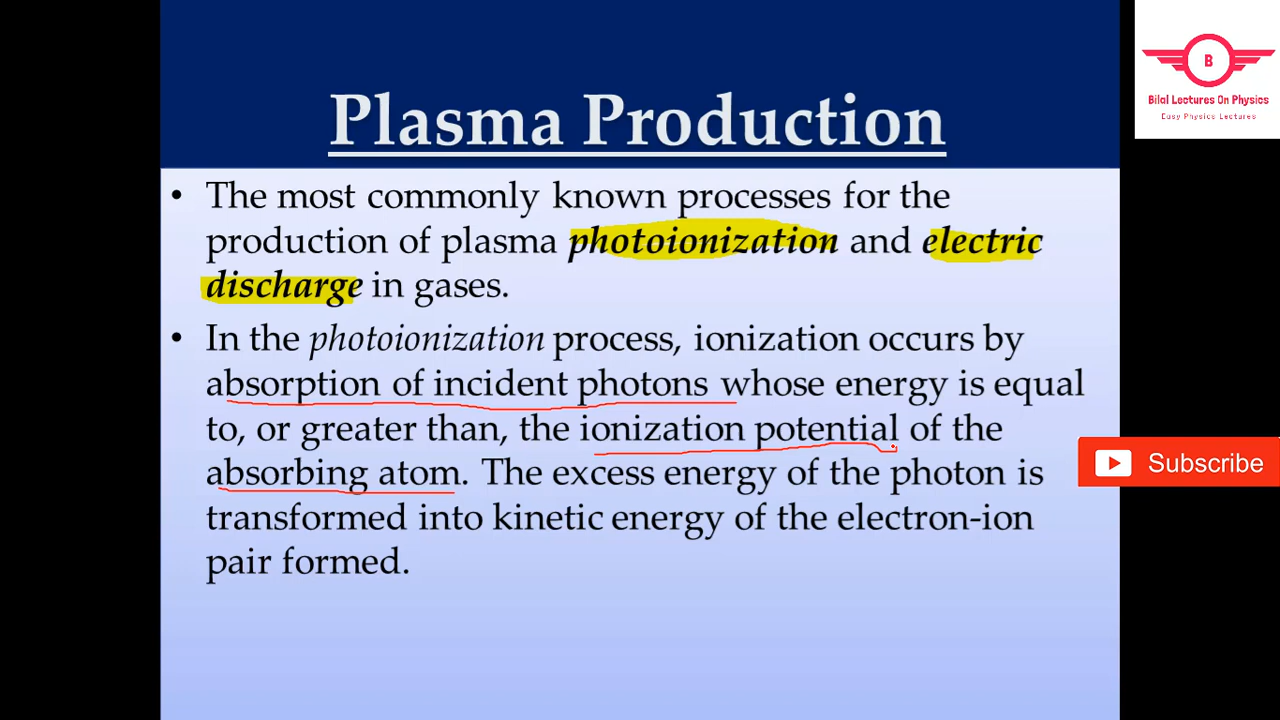 Plasma Production
B
Bilal Lectures On Physics
Easy Physics Lectures
• The most commonly known processes for the
production of plasma photoionization and electric
discharge in gases.
• In the photoionization process, ionization occurs by
absorption of incident photons whose energy is equal
to, or greater than, the ionization potential of the
absorbing atom. The excess energy of the photon is
transformed into kinetic energy of the electron-ion
pair formed.
Subscribe